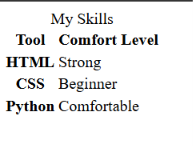 My Skills
Tool Comfort Level
HTML Strong
CSS Beginner
Python Comfortable